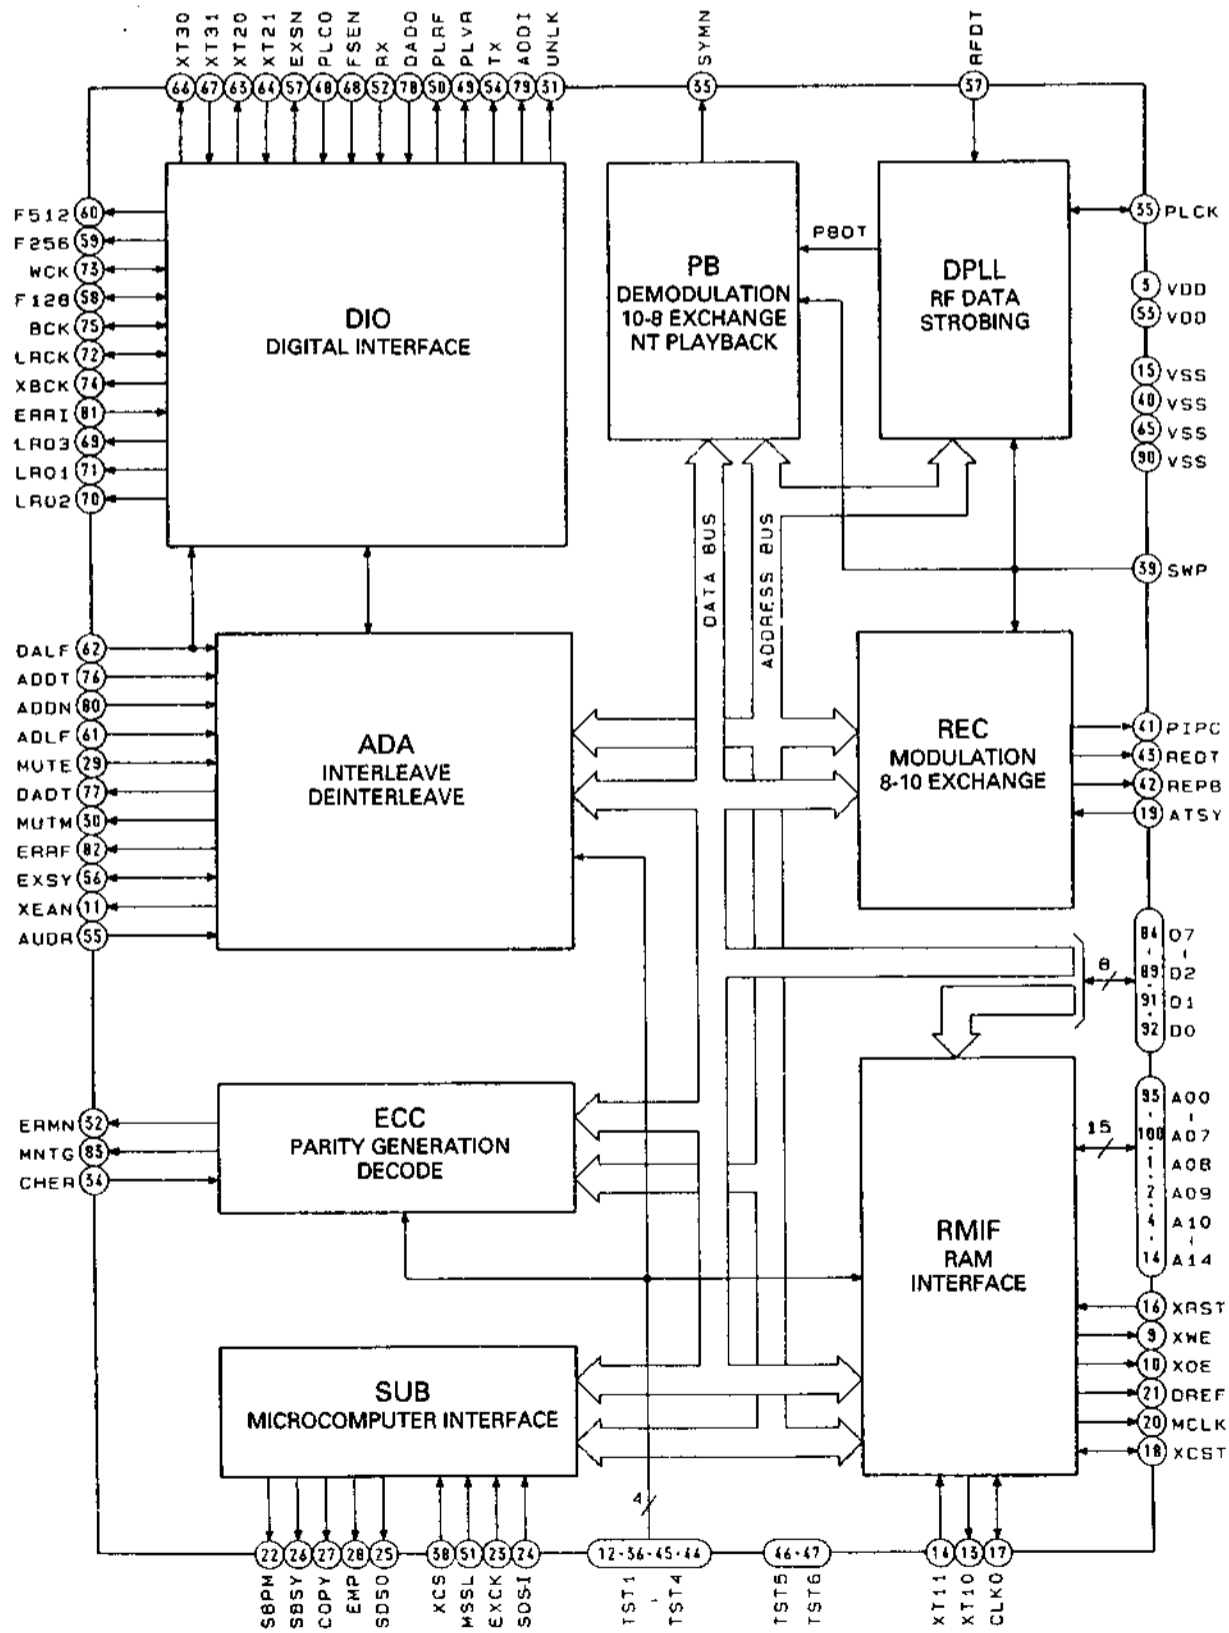 XT30 XT31 XT20 XT21 EXSN PLCO FSEN RX DADO PLRF PLVR TX ADDI UNLK SYMN RFDT
66 67 63 64 57 48 68 52 78 50 49 54 79 31 33 37
F512 60
F256 59
WCK 73
F128 58
BCK 75
LRCK 72
XBCK 74
ERRI 81
LRO3 69
LRO1 71
LRO2 70
DIO
DIGITAL INTERFACE
PB
DEMODULATION
10-8 EXCHANGE
NT PLAYBACK
PBDT
DPLL
RF DATA
STROBING
35 PLCK
3 VDD
53 VDD
15 VSS
40 VSS
65 VSS
90 VSS
39 SWP
DATA BUS
ADDRESS BUS
DALF 62
ADDT 76
ADDN 80
ADLF 61
MUTE 29
DADT 77
MUTM 30
ERRF 82
EXSY 56
XEAN 11
AUDR 55
ADA
INTERLEAVE
DEINTERLEAVE
REC
MODULATION
8-10 EXCHANGE
41 PIPC
43 REDT
42 REPB
19 ATSY
8
84 D7
89 D2
91 D1
92 D0
ERMN 32
MNTG 83
CHER 34
ECC
PARITY GENERATION
DECODE
RMIF
RAM
INTERFACE
15
93 A00
100 A07
1 A08
2 A09
4 A10
14 A14
16 XRST
9 XWE
10 XOE
21 DREF
20 MCLK
18 XCST
SUB
MICROCOMPUTER INTERFACE
4
22 26 27 28 25 38 51 23 24 12·36·45·44 46·47 14 13 17
SBPM SBSY COPY EMP SDSO XCS MSSL EXCK SDSI TST1 TST4 TST5 TST6 XT11 XT10 CLKO